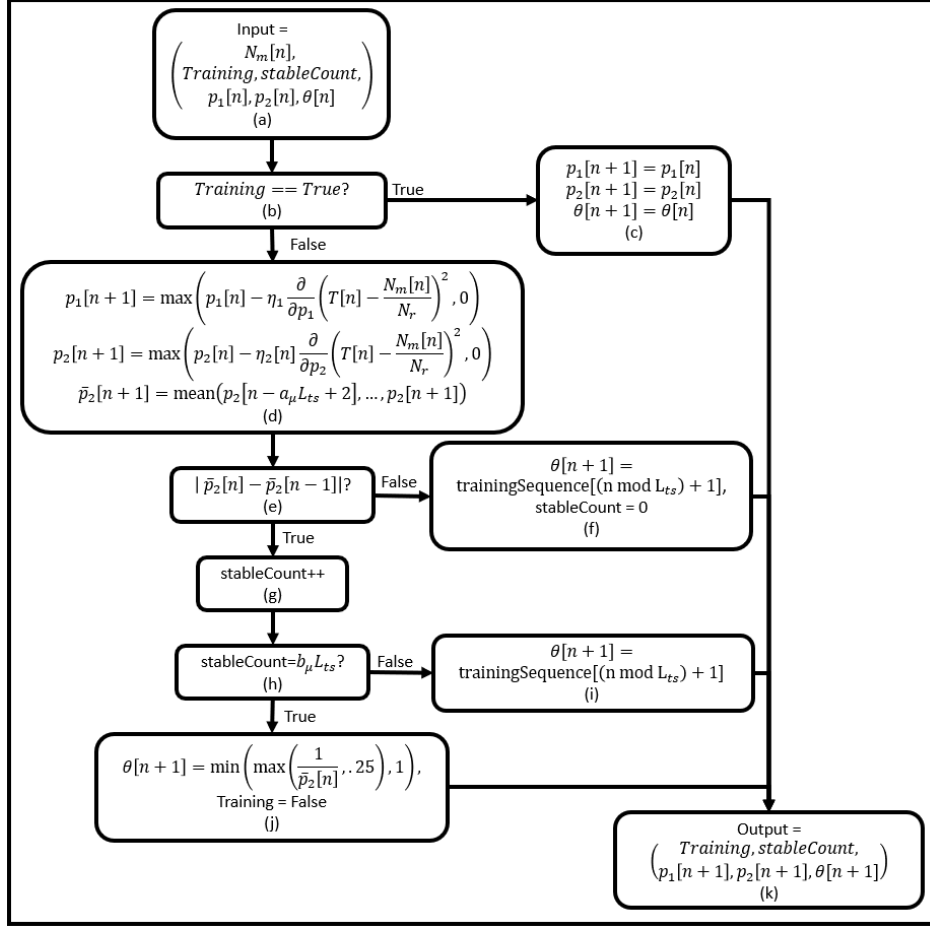 Input =
N_m[n],
(Training, stableCount,)
p_1[n], p_2[n], θ[n]
(a)
Training == True?
(b)
True
p_1[n + 1] = p_1[n]
p_2[n + 1] = p_2[n]
θ[n + 1] = θ[n]
(c)
False
p_1[n + 1] = max(p_1[n] − η_1 ∂/∂p_1 (T[n] − N_m[n]/N_r)^2, 0)
p_2[n + 1] = max(p_2[n] − η_2[n] ∂/∂p_2 (T[n] − N_m[n]/N_r)^2, 0)
p̄_2[n + 1] = mean(p_2[n − a_μL_ts + 2], ..., p_2[n + 1])
(d)
| p̄_2[n] − p̄_2[n − 1]|?
(e)
False
θ[n + 1] =
trainingSequence[(n mod L_ts) + 1],
stableCount = 0
(f)
True
stableCount++
(g)
stableCount=b_μL_ts?
(h)
False
θ[n + 1] =
trainingSequence[(n mod L_ts) + 1]
(i)
True
θ[n + 1] = min(max(1/p̄_2[n], .25), 1),
Training = False
(j)
Output =
(Training, stableCount,
p_1[n + 1], p_2[n + 1], θ[n + 1])
(k)